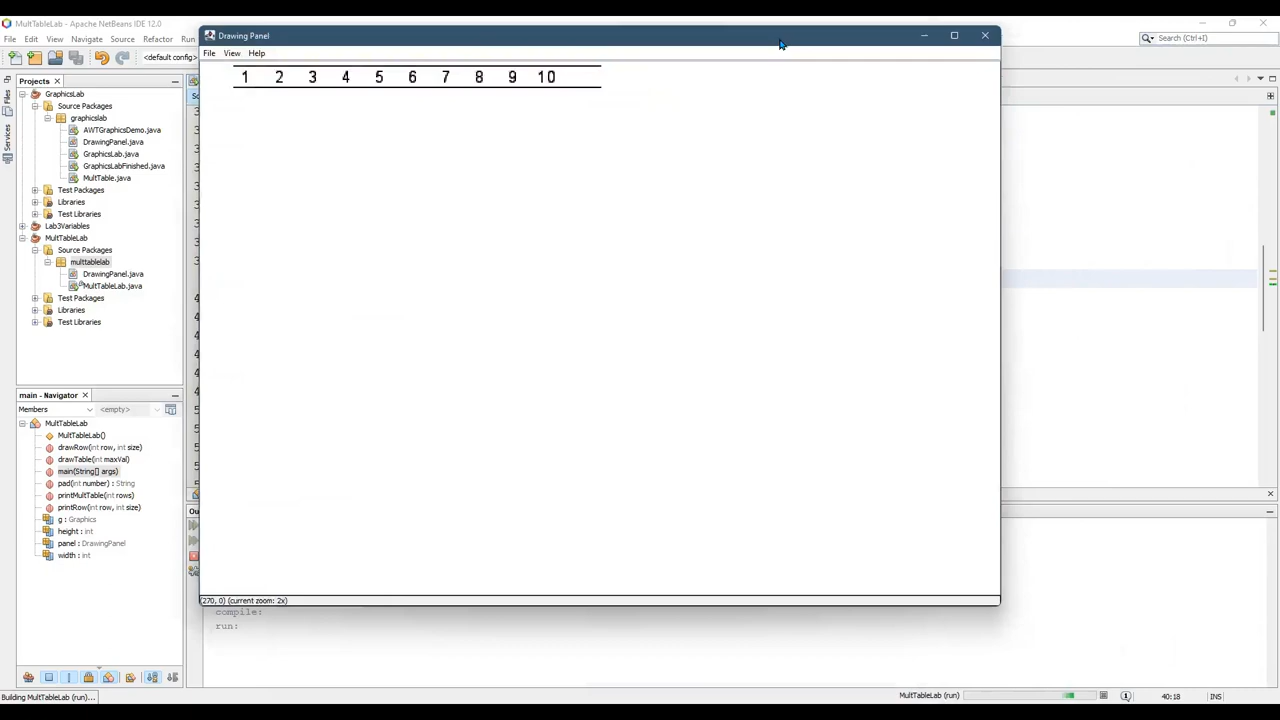 MultTableLab - Apache NetBeans IDE 12.0
File Edit View Navigate Source Refactor Run
Search (Ctrl+I)
<default config>
Drawing Panel
File View Help
1 2 3 4 5 6 7 8 9 10
Projects
Files
Services
GraphicsLab
Source Packages
graphicslab
AWTGraphicsDemo.java
DrawingPanel.java
GraphicsLab.java
GraphicsLabFinished.java
MultTable.java
Test Packages
Libraries
Test Libraries
Lab3Variables
MultTableLab
Source Packages
multtablelab
DrawingPanel.java
MultTableLab.java
Test Packages
Libraries
Test Libraries
main - Navigator
Members <empty>
MultTableLab
MultTableLab()
drawRow(int row, int size)
drawTable(int maxVal)
main(String[] args)
pad(int number) : String
printMultTable(int rows)
printRow(int row, int size)
g : Graphics
height : int
panel : DrawingPanel
width : int
(270, 0) (current zoom: 2x)
compile:
run:
Building MultTableLab (run)...
MultTableLab (run)
40:18 INS